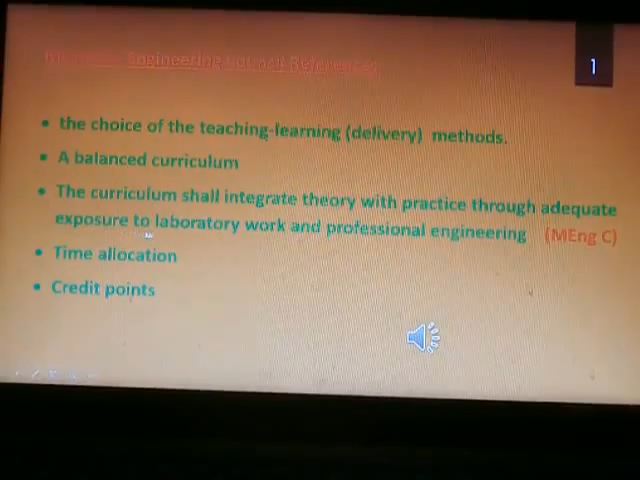 Engineering
1
• the choice of the teaching-learning (delivery) methods.
• A balanced curriculum
• The curriculum shall integrate theory with practice through adequate
exposure to laboratory work and professional engineering (MEng C)
• Time allocation
• Credit points